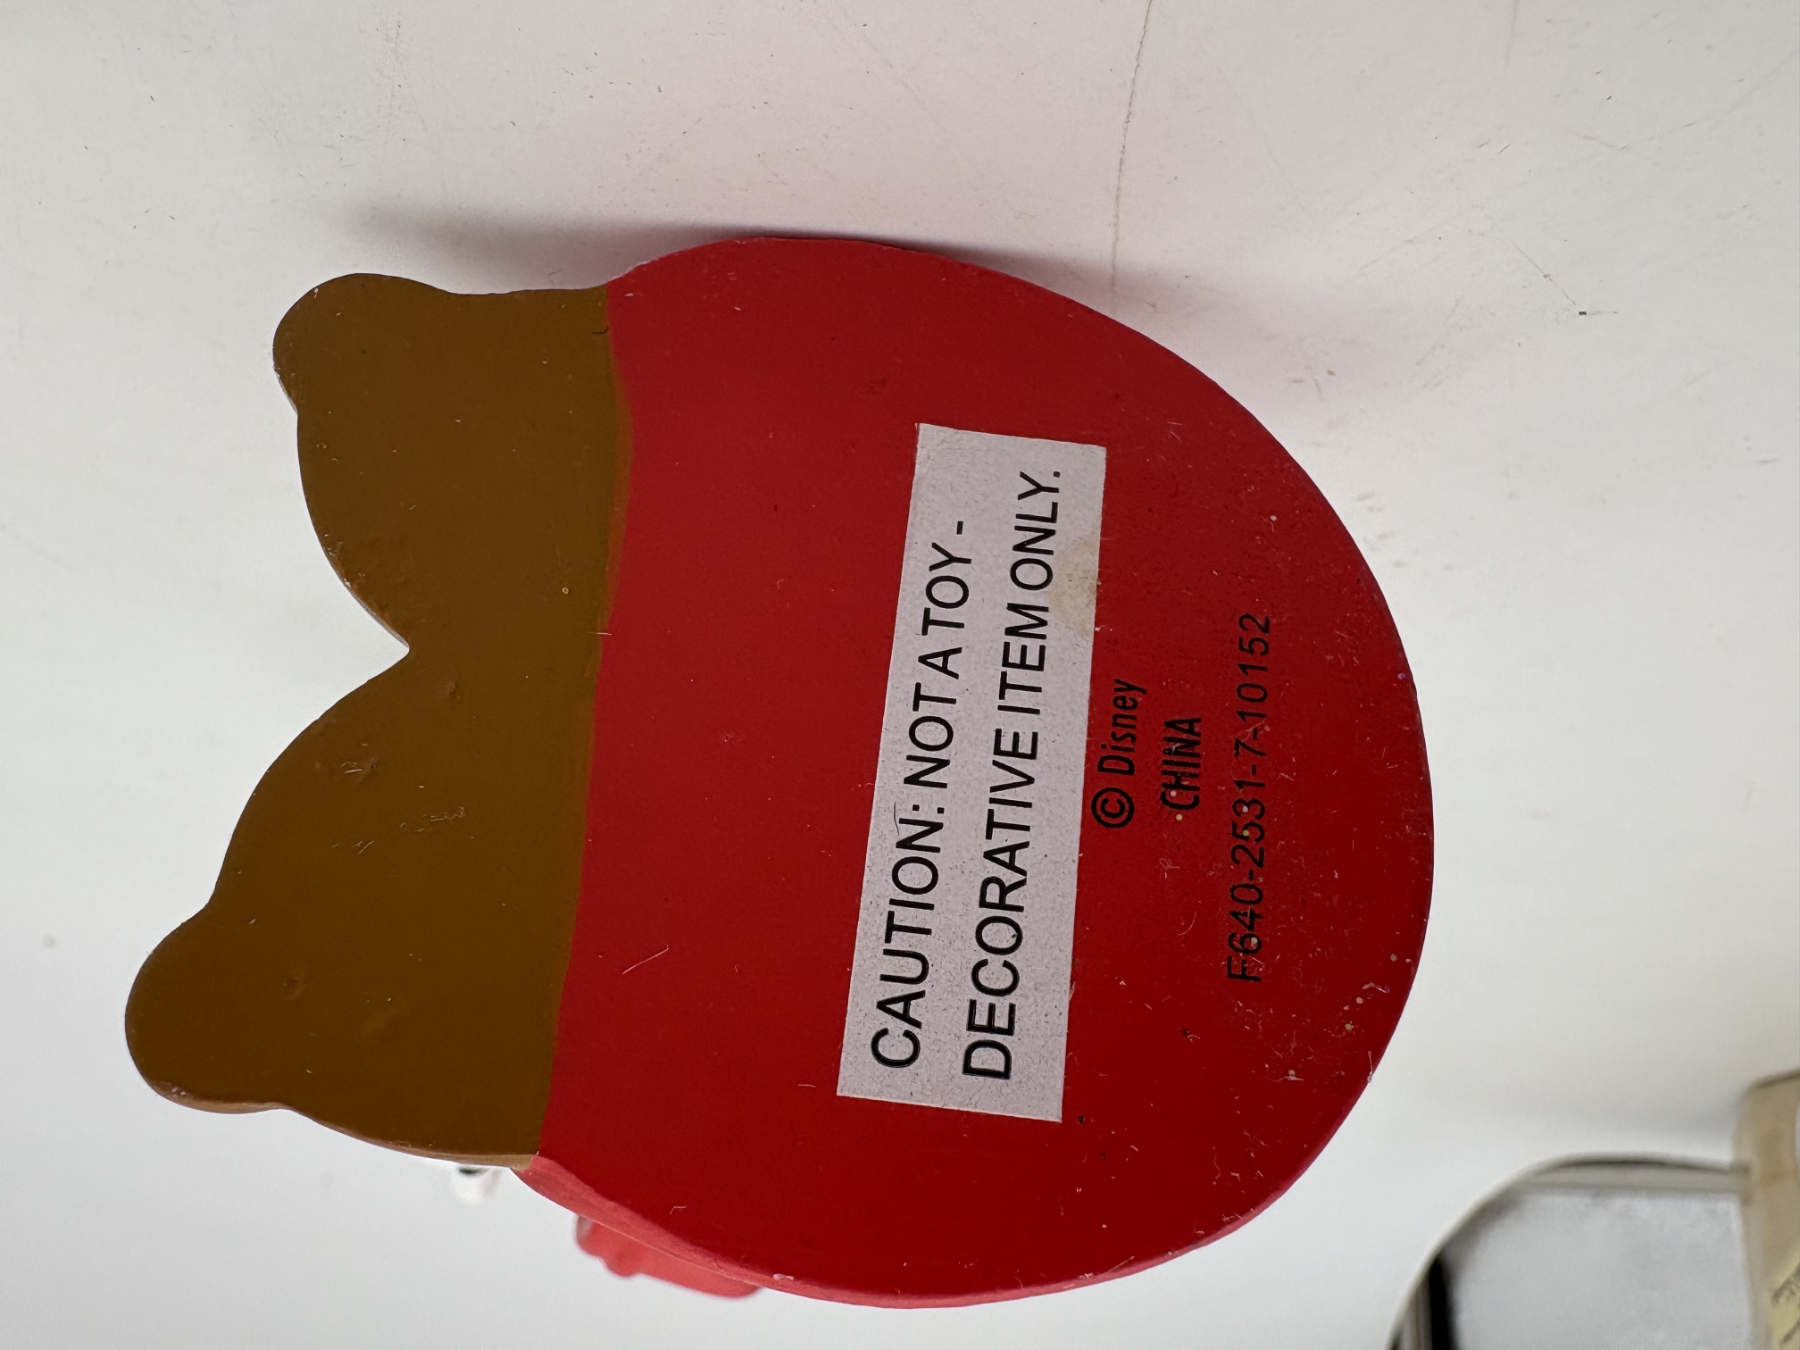 CAUTION: NOT A TOY -
DECORATIVE ITEM ONLY.
© Disney
CHINA
F640-2531-7-10152